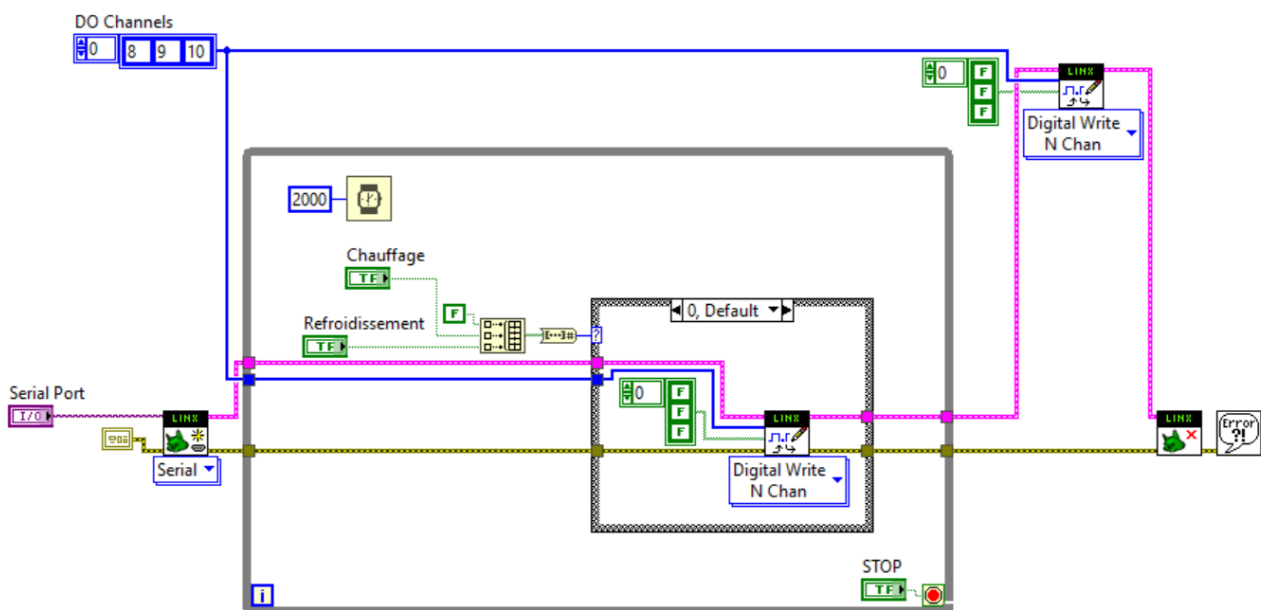 DO Channels
0 8 9 10
0 F
F
F
LINX
Digital Write
N Chan
2000
Chauffage
TF
F
Refroidissement
TF
0, Default
[...]#
?
Serial Port
I/O
LINX
Serial
0 F
F
F
LINX
Digital Write
N Chan
LINX
Error
?!
STOP
TF
i